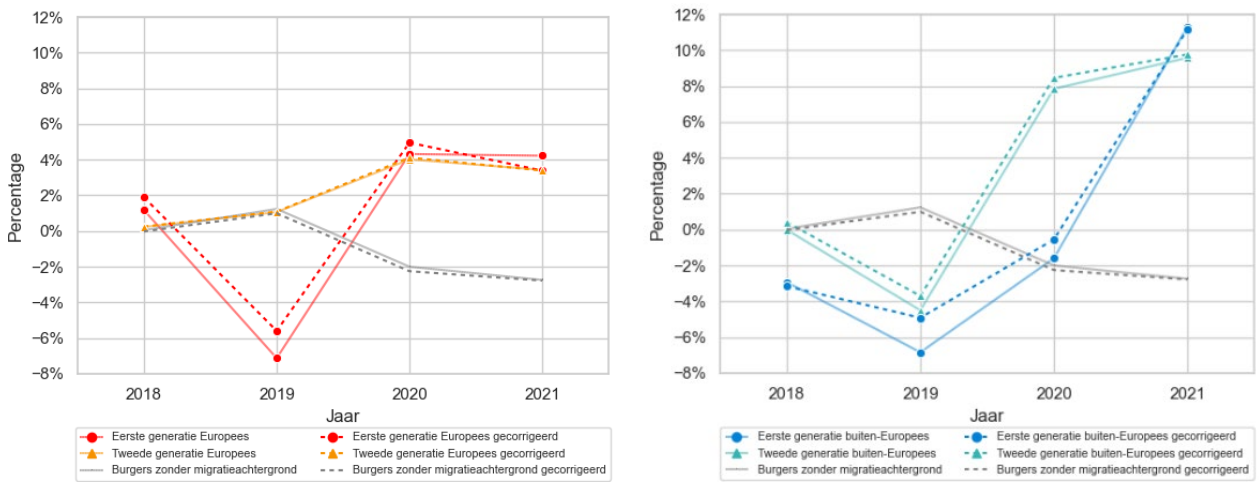 12%
10%
8%
6%
4%
2%
0%
−2%
−4%
−6%
−8%
Percentage
2018 2019 2020 2021
Jaar
Eerste generatie Europees Eerste generatie Europees gecorrigeerd
Tweede generatie Europees Tweede generatie Europees gecorrigeerd
Burgers zonder migratieachtergrond Burgers zonder migratieachtergrond gecorrigeerd
12%
10%
8%
6%
4%
2%
0%
−2%
−4%
−6%
−8%
Percentage
2018 2019 2020 2021
Jaar
Eerste generatie buiten-Europees Eerste generatie buiten-Europees gecorrigeerd
Tweede generatie buiten-Europees Tweede generatie buiten-Europees gecorrigeerd
Burgers zonder migratieachtergrond Burgers zonder migratieachtergrond gecorrigeerd